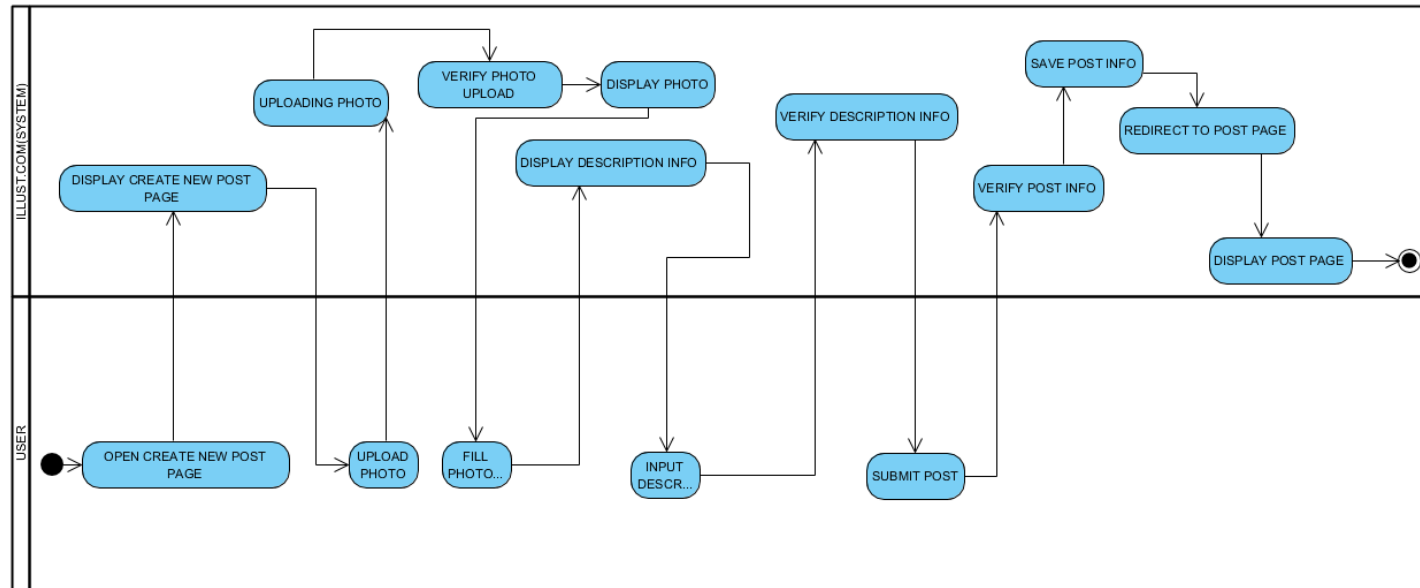 ILLUST.COM(SYSTEM)
UPLOADING PHOTO
VERIFY PHOTO
UPLOAD
DISPLAY PHOTO
DISPLAY CREATE NEW POST
PAGE
DISPLAY DESCRIPTION INFO
VERIFY DESCRIPTION INFO
SAVE POST INFO
REDIRECT TO POST PAGE
VERIFY POST INFO
DISPLAY POST PAGE
USER
OPEN CREATE NEW POST
PAGE
UPLOAD
PHOTO
FILL
PHOTO...
INPUT
DESCR...
SUBMIT POST